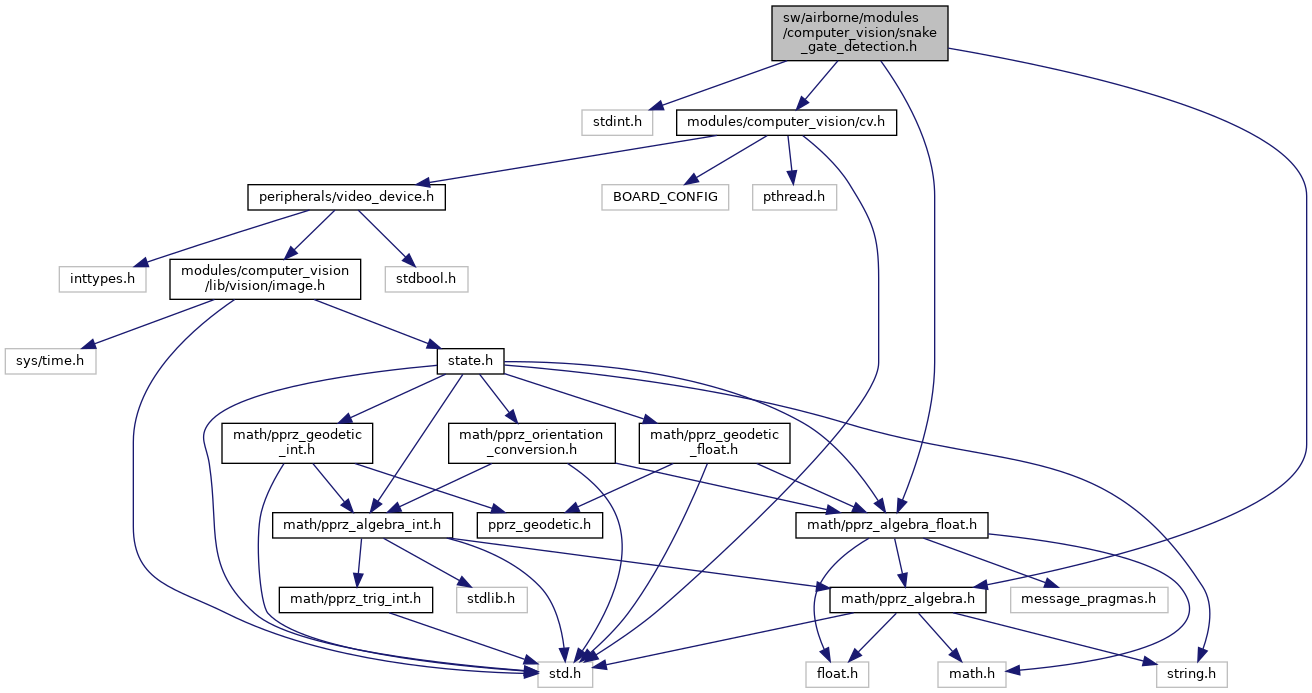 sw/airborne/modules
/computer_vision/snake
_gate_detection.h
stdint.h
modules/computer_vision/cv.h
peripherals/video_device.h
BOARD_CONFIG
pthread.h
inttypes.h
modules/computer_vision
/lib/vision/image.h
stdbool.h
sys/time.h
state.h
math/pprz_geodetic
_int.h
math/pprz_orientation
_conversion.h
math/pprz_geodetic
_float.h
math/pprz_algebra_int.h
pprz_geodetic.h
math/pprz_algebra_float.h
math/pprz_trig_int.h
stdlib.h
math/pprz_algebra.h
message_pragmas.h
std.h
float.h
math.h
string.h